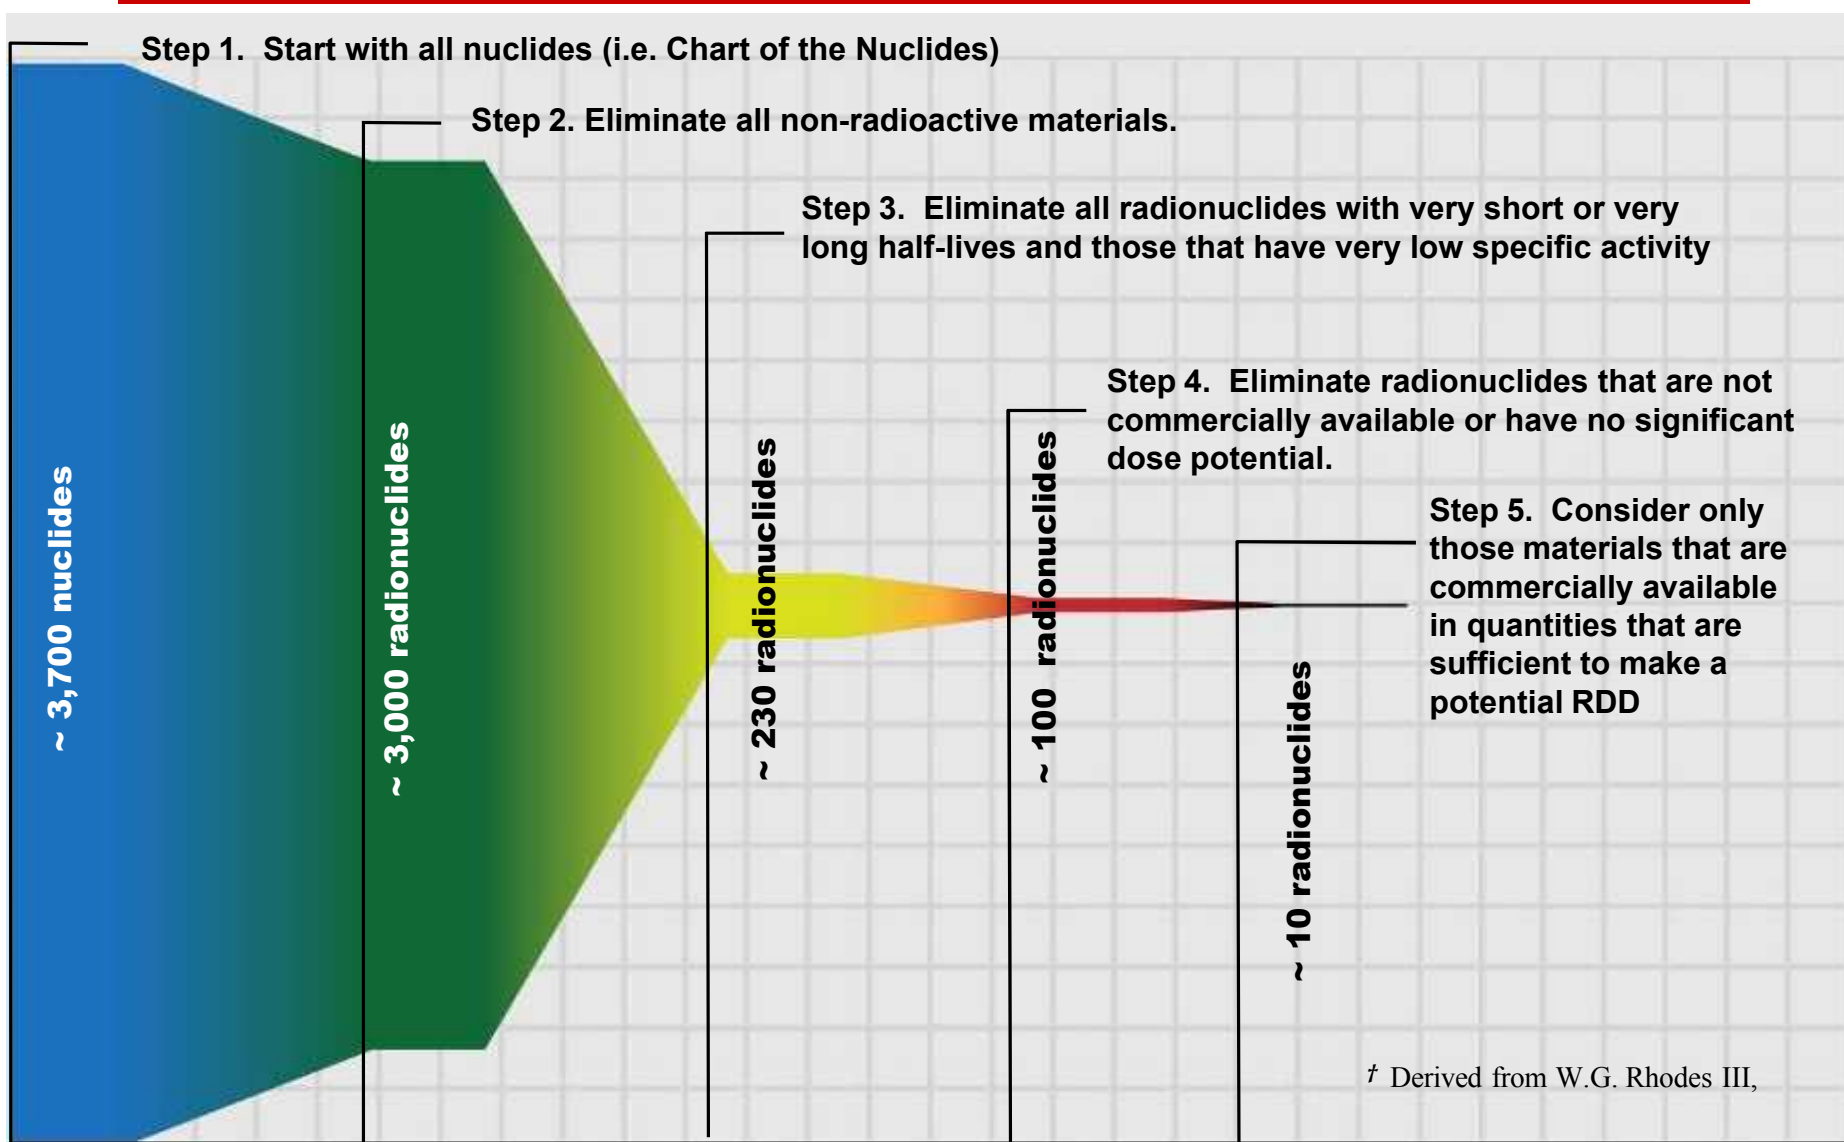 Step 1.  Start with all nuclides (i.e. Chart of the Nuclides)
Step 2. Eliminate all non-radioactive materials.
Step 3.  Eliminate all radionuclides with very short or very
long half-lives and those that have very low specific activity
Step 4.  Eliminate radionuclides that are not
commercially available or have no significant
dose potential.
Step 5.  Consider only
those materials that are
commercially available
in quantities that are
sufficient to make a
potential RDD
~ 3,700 nuclides
~ 3,000 radionuclides
~ 230 radionuclides
~ 100  radionuclides
~ 10 radionuclides
† Derived from W.G. Rhodes III,